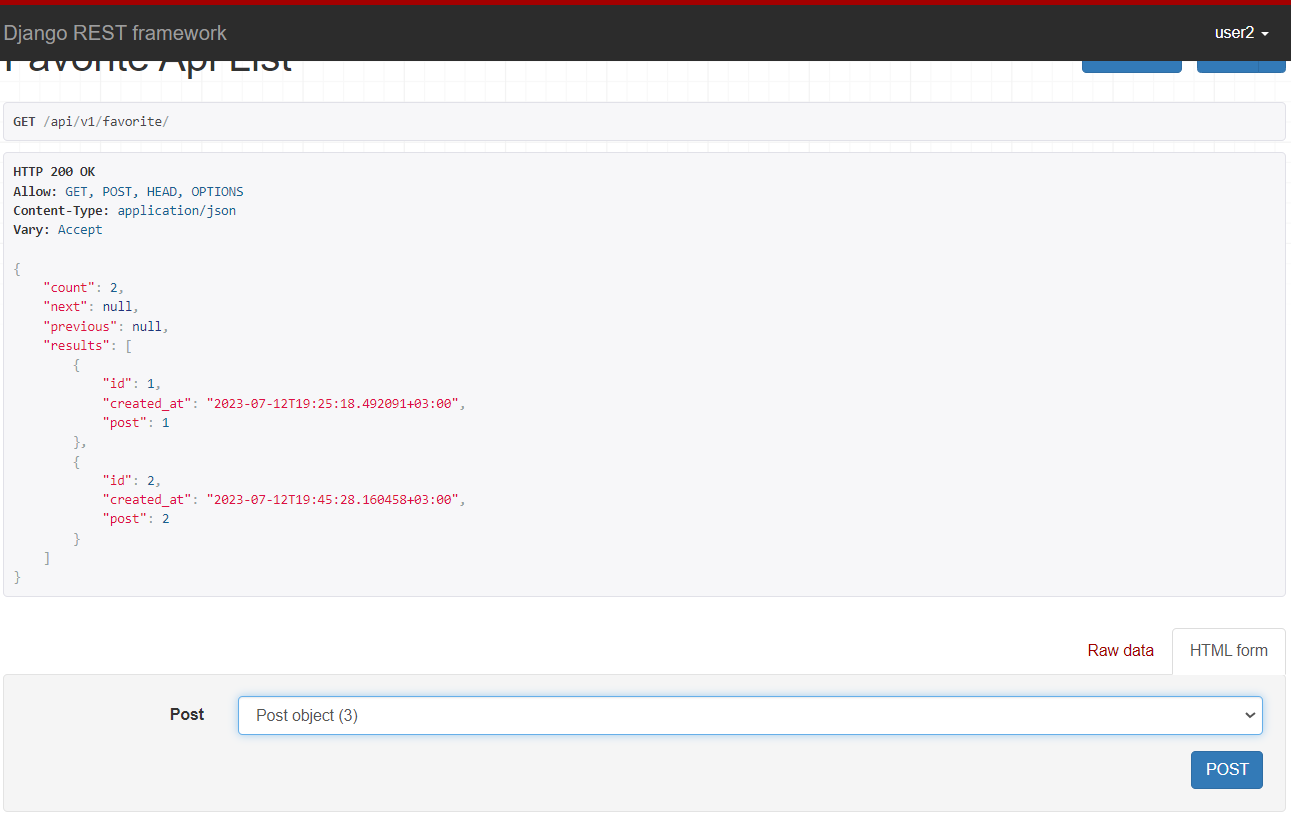 Django REST framework
user2
Favorite Api List
GET /api/v1/favorite/
HTTP 200 OK
Allow: GET, POST, HEAD, OPTIONS
Content-Type: application/json
Vary: Accept
{
    "count": 2,
    "next": null,
    "previous": null,
    "results": [
        {
            "id": 1,
            "created_at": "2023-07-12T19:25:18.492091+03:00",
            "post": 1
        },
        {
            "id": 2,
            "created_at": "2023-07-12T19:45:28.160458+03:00",
            "post": 2
        }
    ]
}
Raw data
HTML form
Post
Post object (3)
POST